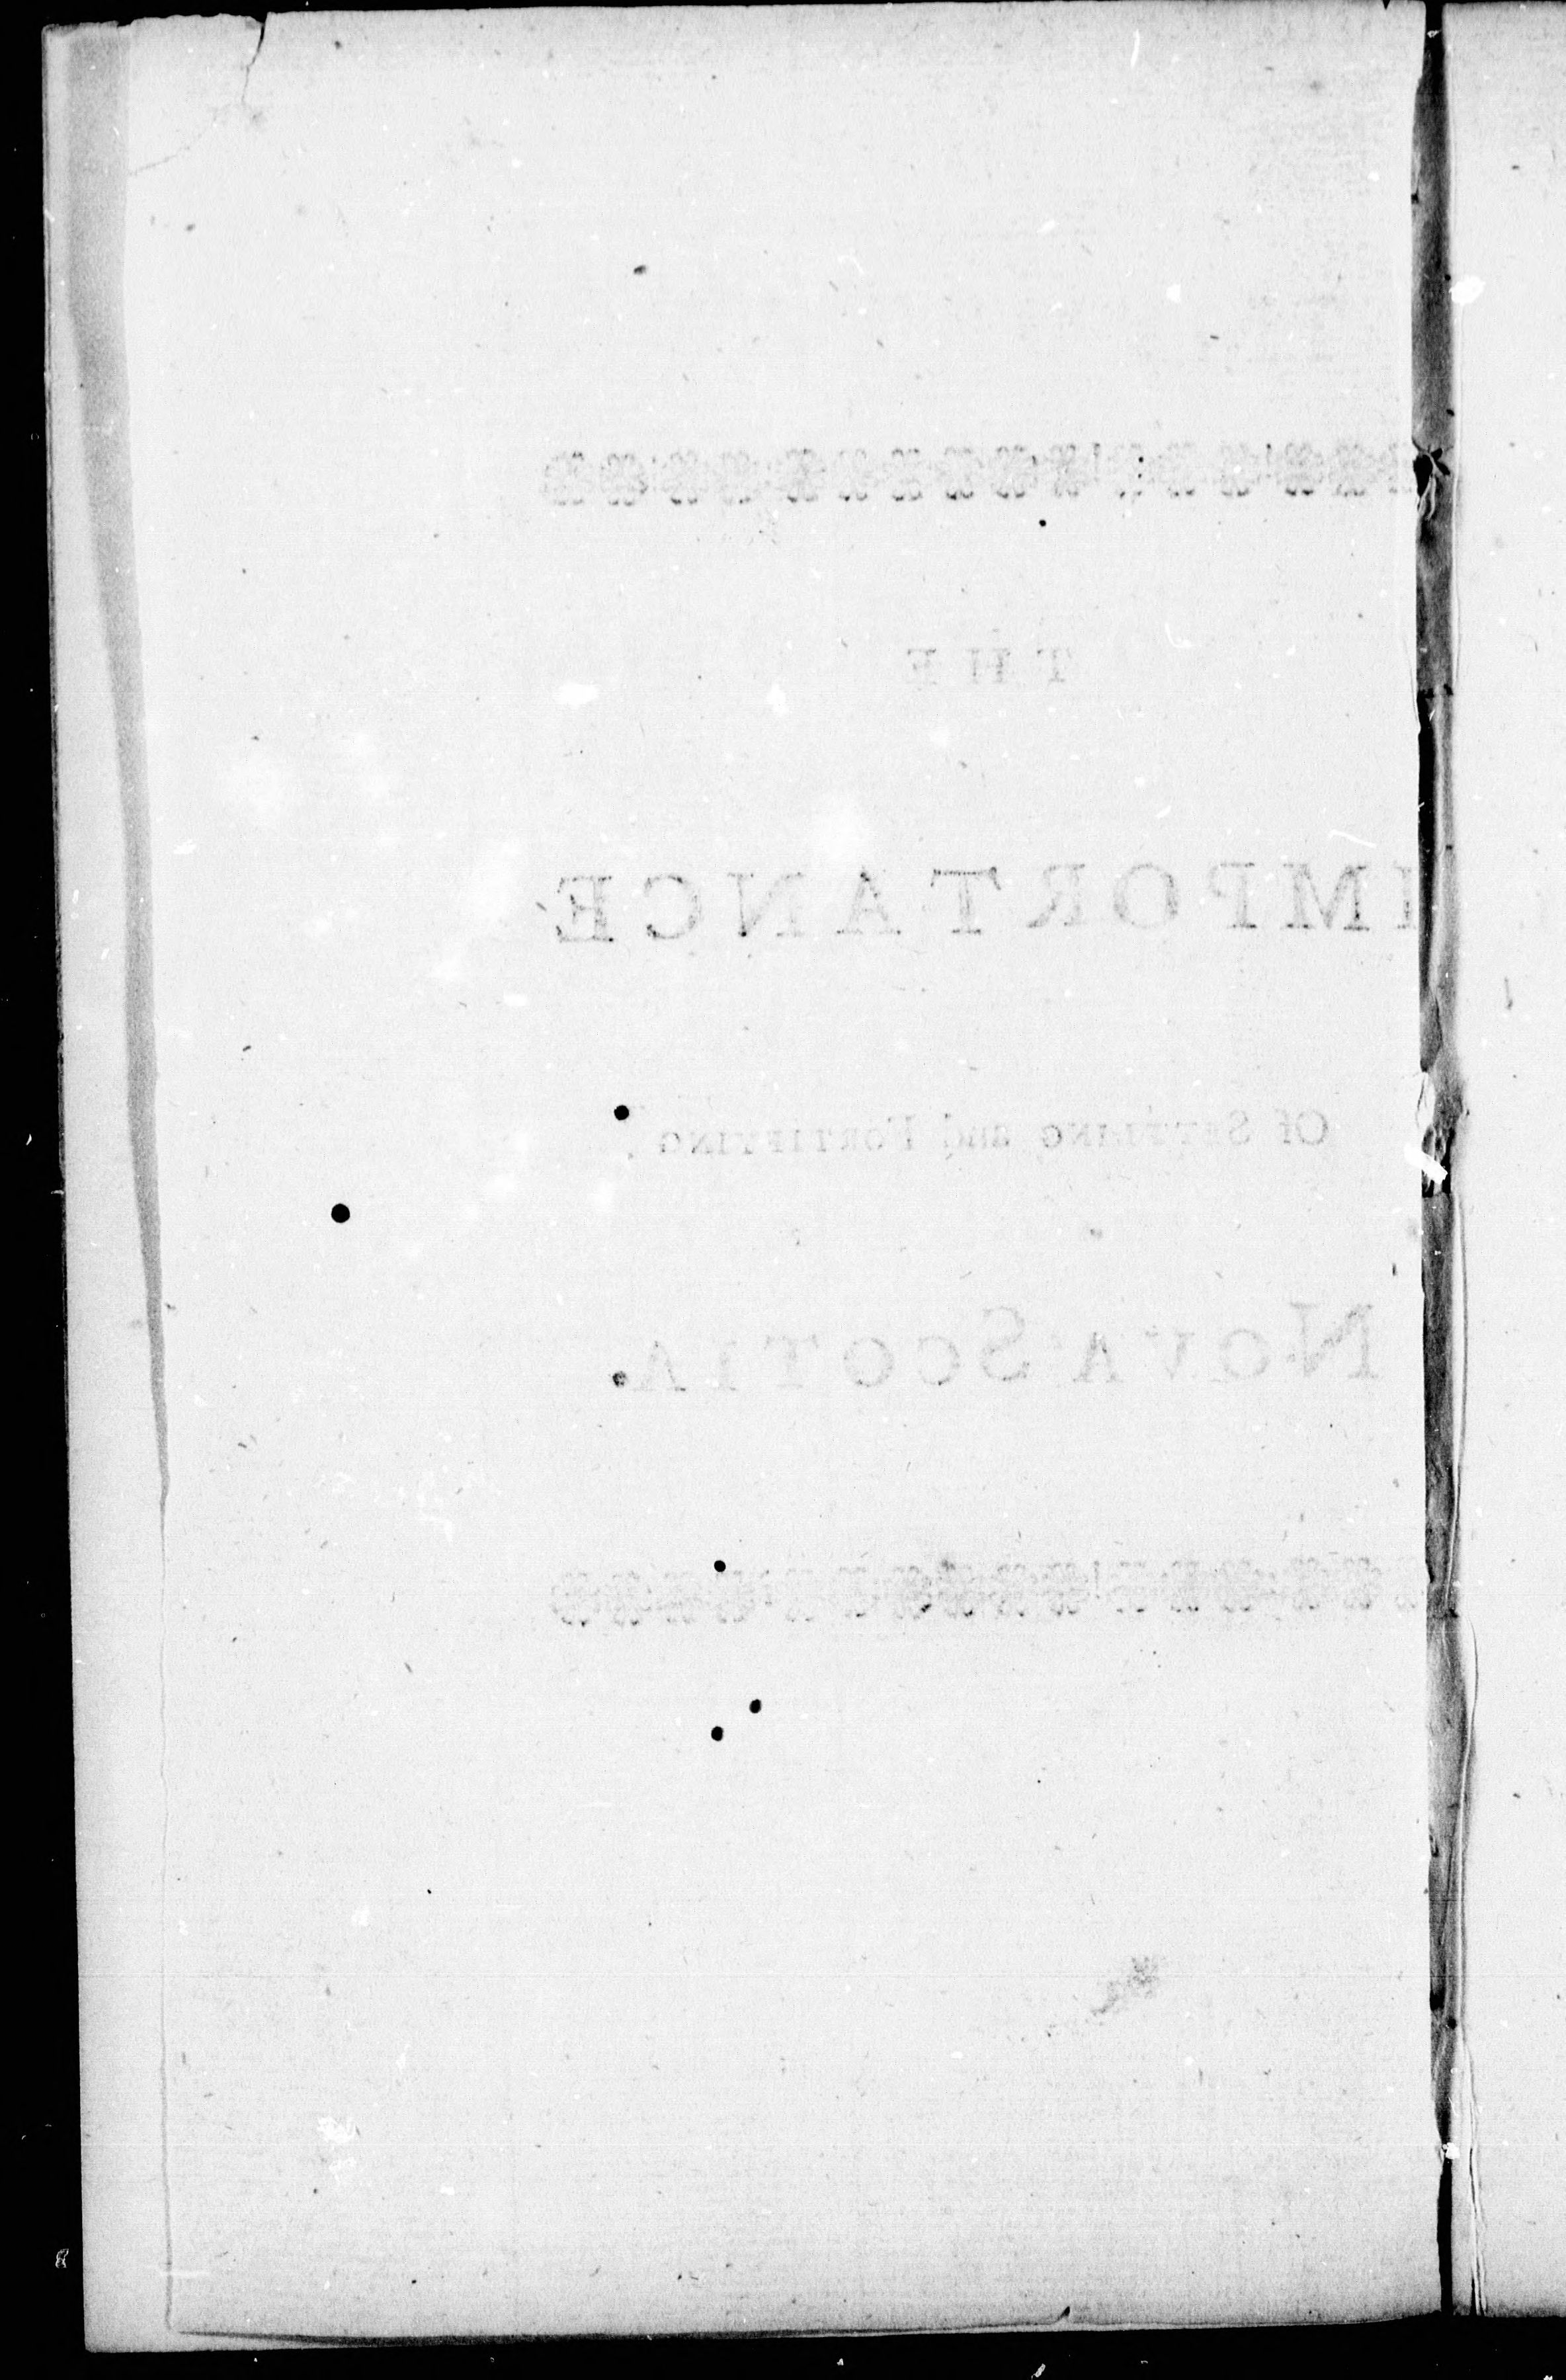 THE
IMPORTANCE
Of SETTLING and FORTIFYING
NOVA SCOTIA.